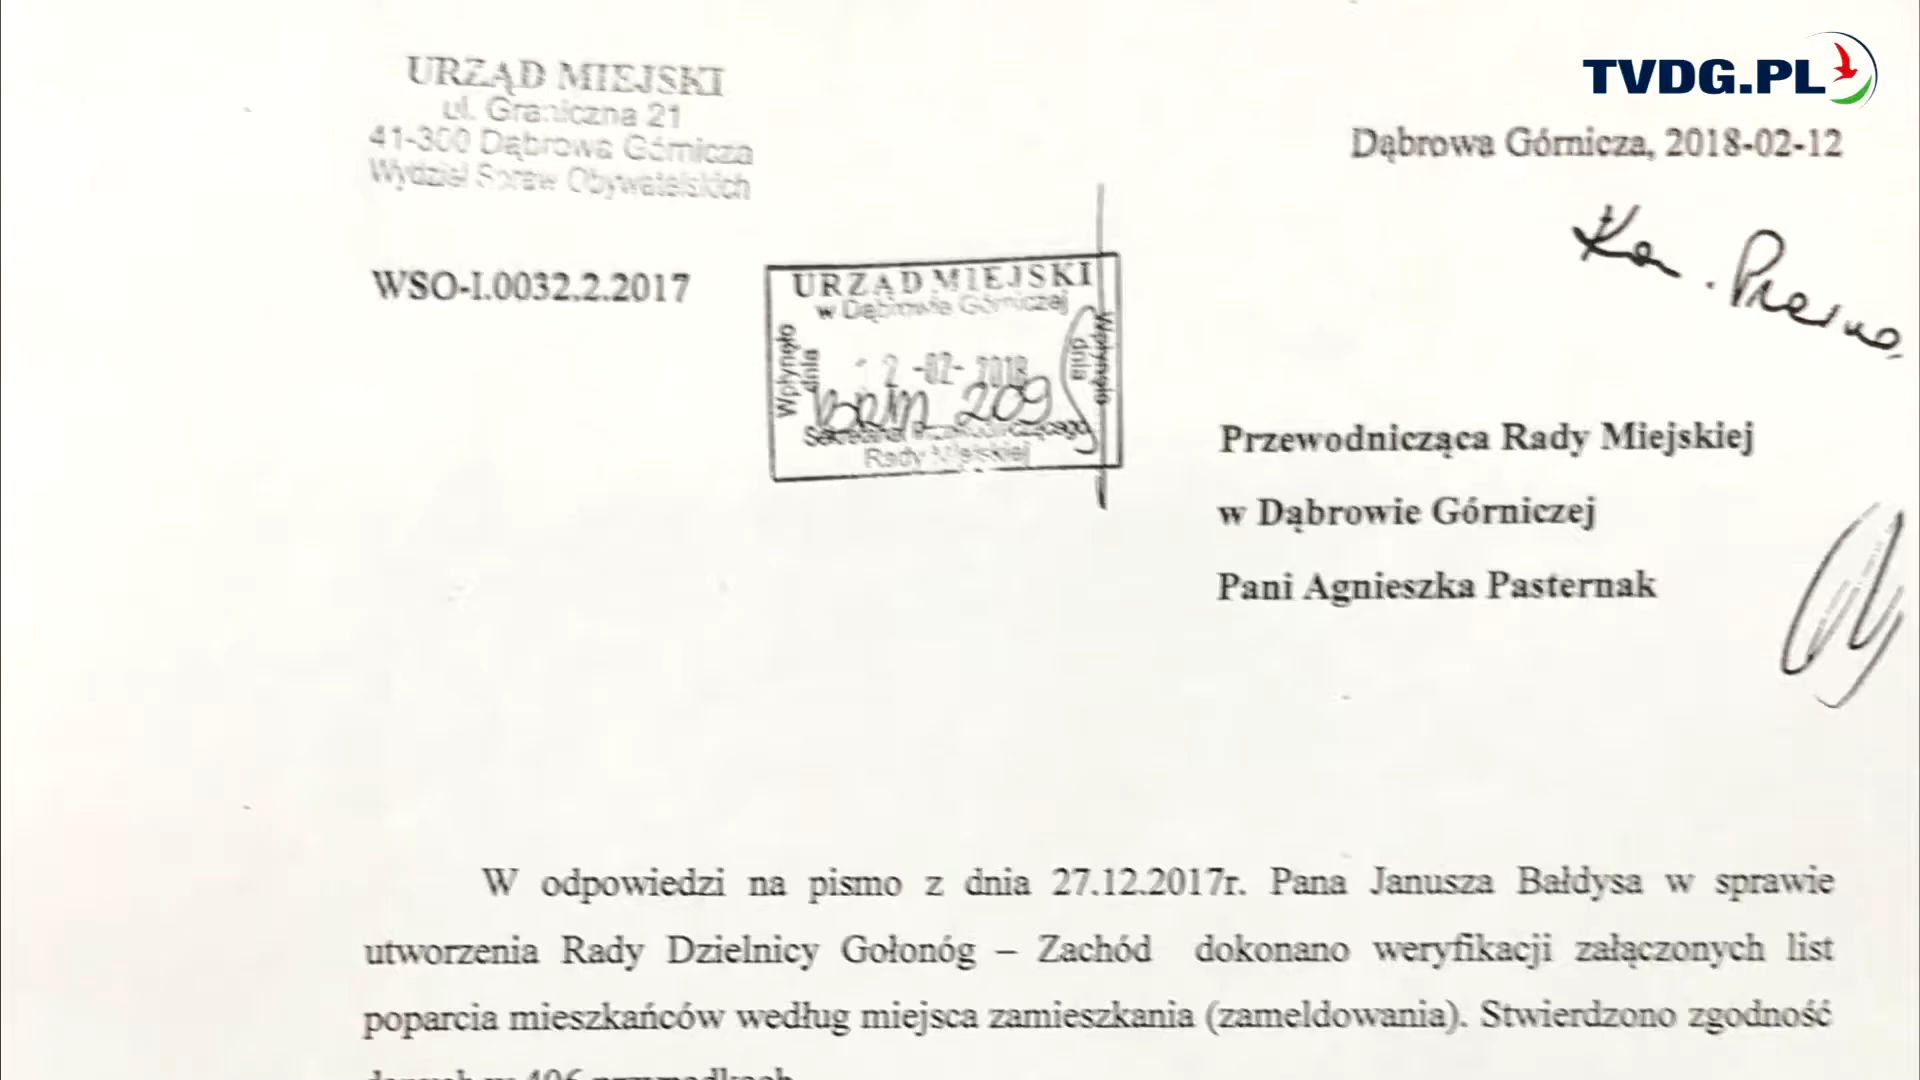 TVDG.PL
URZĄD MIEJSKI
ul. Graniczna 21
41-300 Dąbrowa Górnicza
Wydział Spraw Obywatelskich
Dąbrowa Górnicza, 2018-02-12
WSO-I.0032.2.2017
URZĄD MIEJSKI
w Dąbrowie Górniczej
Wpłynęło
dnia
2 -02- 2018
209
Rady Miejskiej
Wpłynęło
dnia
Przewodnicząca Rady Miejskiej
w Dąbrowie Górniczej
Pani Agnieszka Pasternak
W odpowiedzi na pismo z dnia 27.12.2017r. Pana Janusza Bałdysa w sprawie
utworzenia Rady Dzielnicy Gołonóg – Zachód dokonano weryfikacji załączonych list
poparcia mieszkańców według miejsca zamieszkania (zameldowania). Stwierdzono zgodność